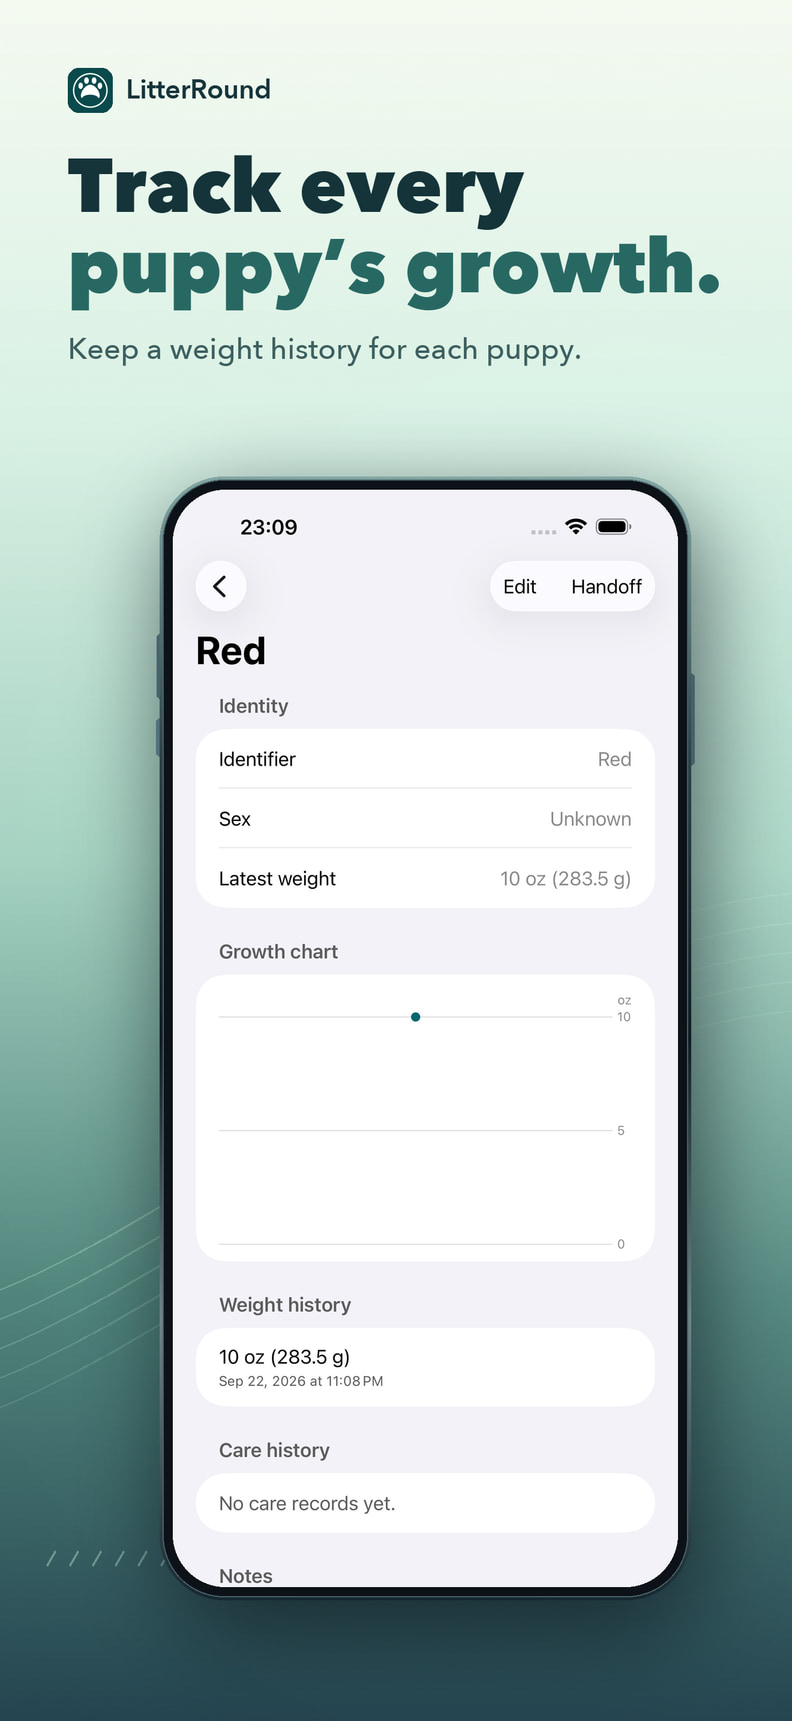 LitterRound
Track every
puppy’s growth.
Keep a weight history for each puppy.
23:09
Edit Handoff
Red
Identity
Identifier Red
Sex Unknown
Latest weight 10 oz (283.5 g)
Growth chart
oz
10
5
0
Weight history
10 oz (283.5 g)
Sep 22, 2026 at 11:08 PM
Care history
No care records yet.
Notes